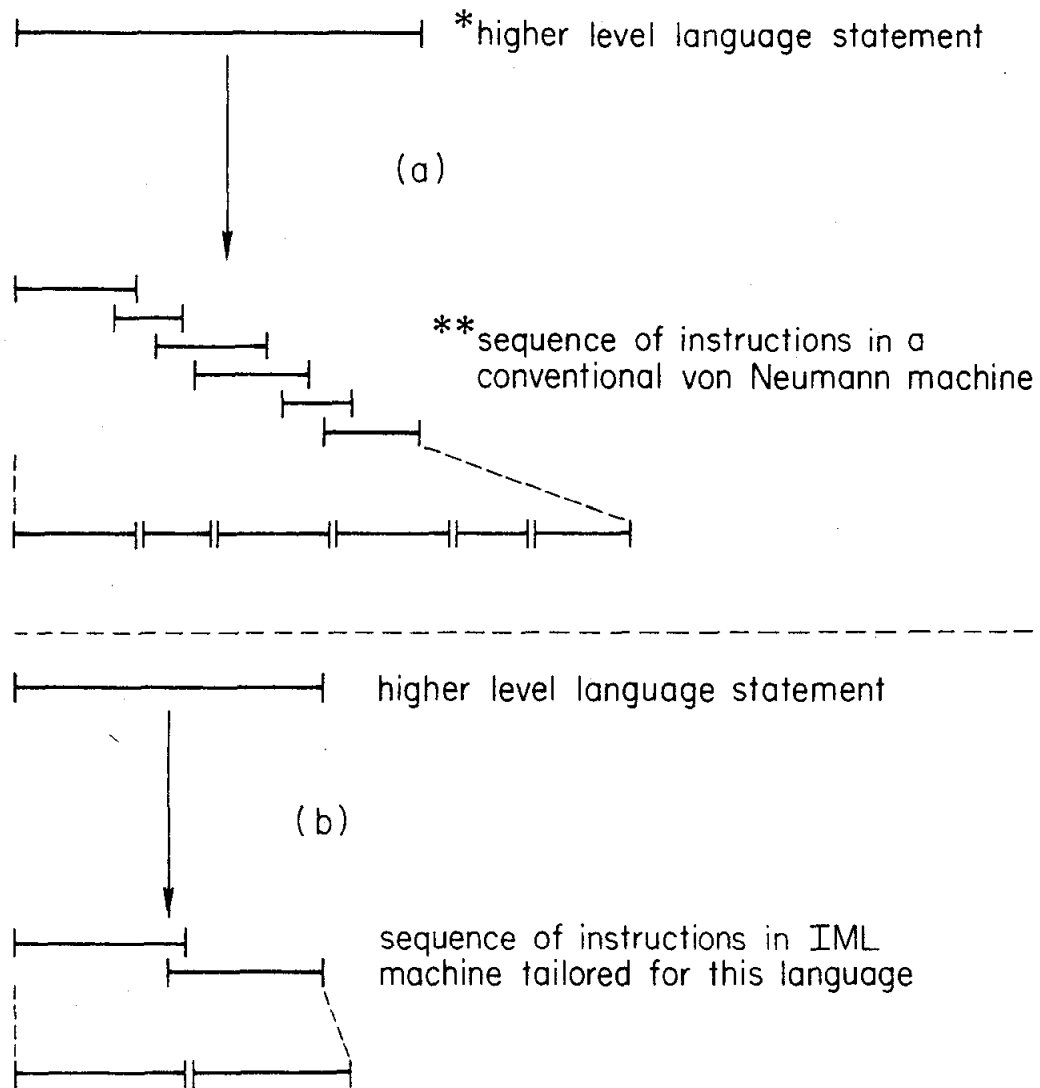 *higher level language statement
(a)
**sequence of instructions in a
conventional von Neumann machine
higher level language statement
(b)
sequence of instructions in IML
machine tailored for this language